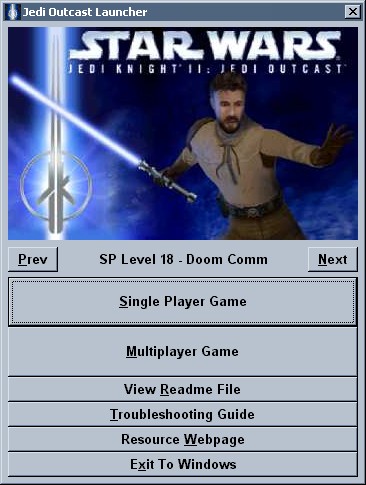 Jedi Outcast Launcher
STAR WARS
JEDI KNIGHT II: JEDI OUTCAST
Prev
SP Level 18 - Doom Comm
Next
Single Player Game
Multiplayer Game
View Readme File
Troubleshooting Guide
Resource Webpage
Exit To Windows